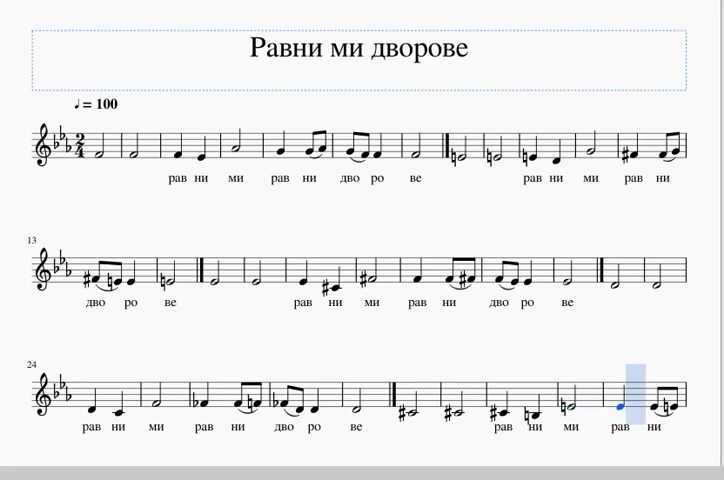 Равни ми дворове
♩ = 100
2
4
рав ни ми рав ни дво ро ве рав ни ми рав ни
13
дво ро ве рав ни ми рав ни дво ро ве
24
рав ни ми рав ни дво ро ве рав ни ми рав ни